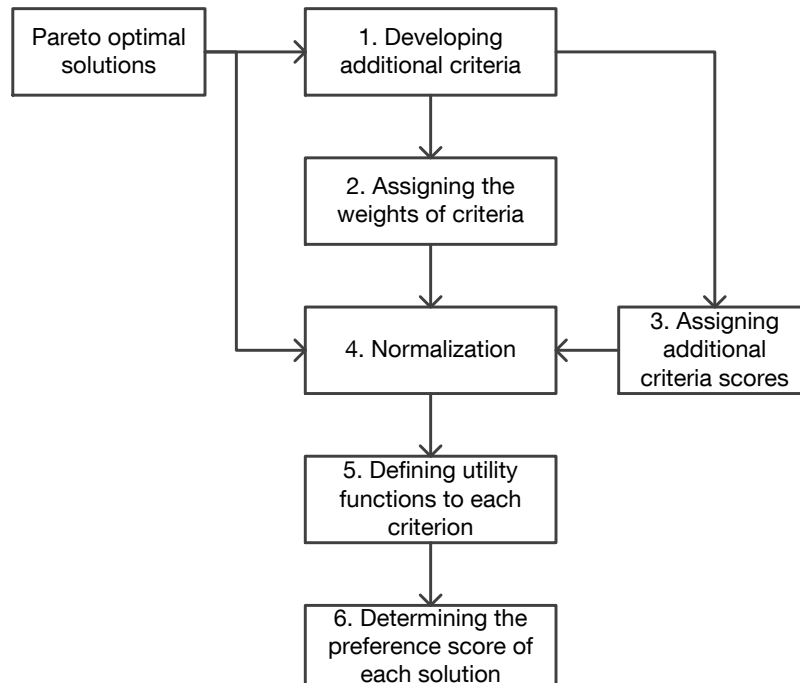 Pareto optimal
solutions
1. Developing
additional criteria
2. Assigning the
weights of criteria
3. Assigning
additional
criteria scores
4. Normalization
5. Defining utility
functions to each
criterion
6. Determining the
preference score of
each solution